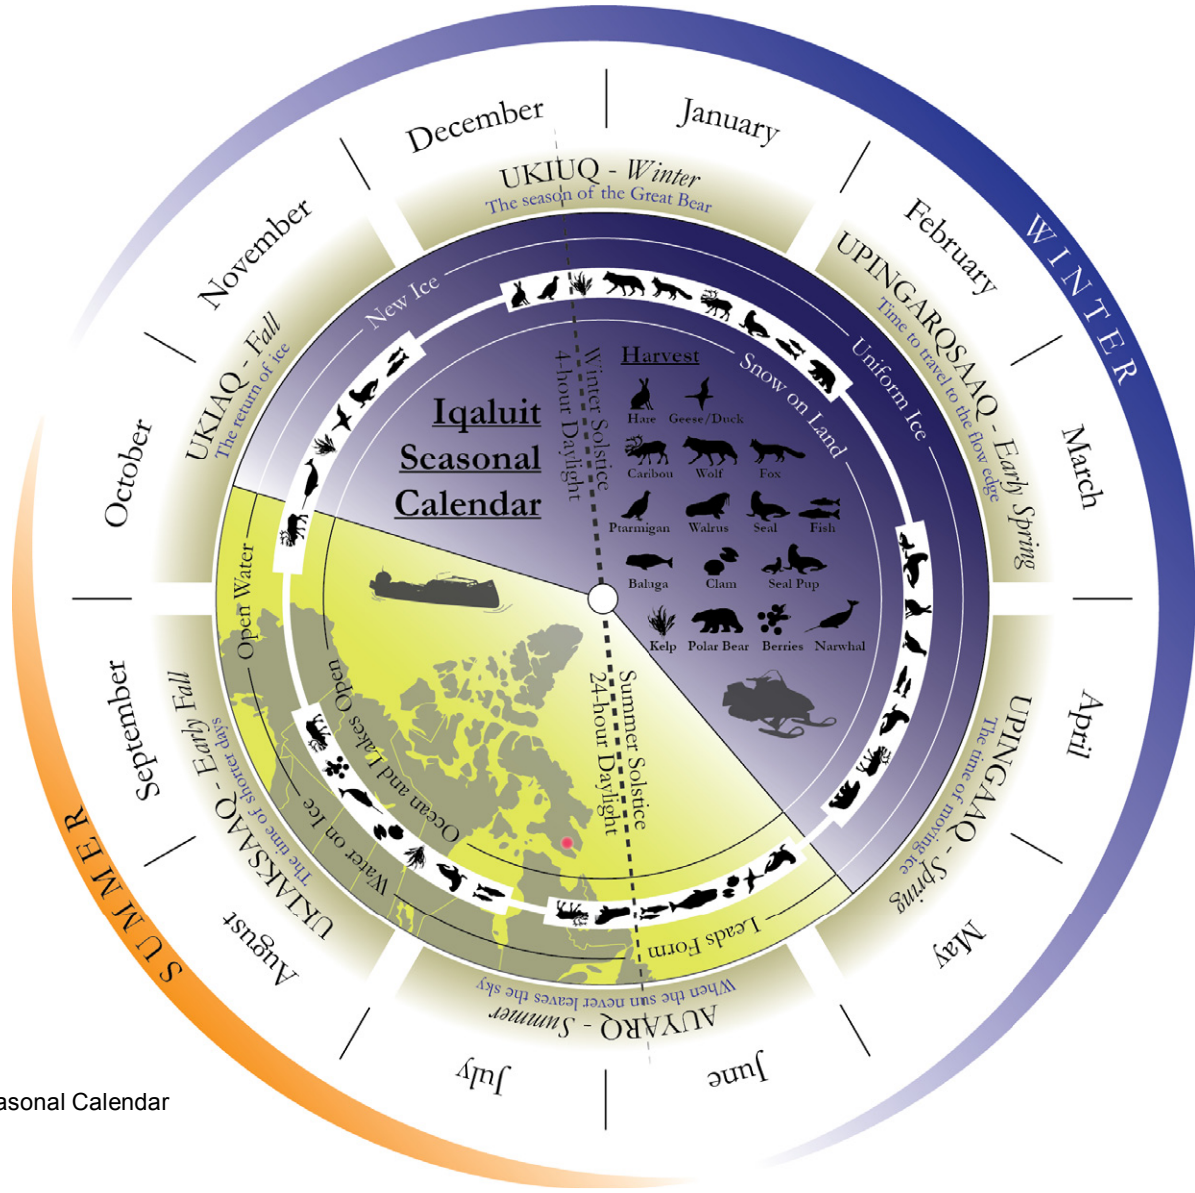 December
January
February
March
April
May
June
July
August
September
October
November
WINTER
SUMMER
UKIUQ - Winter
The season of the Great Bear
UPINGARQSAAQ - Early Spring
Time to travel to the flow edge
UPINGAAQ - Spring
The time of moving ice
AUYARQ - Summer
When the sun never leaves the sky
UKIAKSAAQ - Early Fall
The time of shorter days
UKIAQ - Fall
The return of ice
New Ice
Uniform Ice
Snow on Land
Leads Form
Water on Ice
Ocean and Lakes Open
Open Water
Iqaluit
Seasonal
Calendar
Winter Solstice
4-hour Daylight
Summer Solstice
24-hour Daylight
Harvest
Hare Geese/Duck
Caribou Wolf Fox
Ptarmigan Walrus Seal Fish
Baluga Clam Seal Pup
Kelp Polar Bear Berries Narwhal
asonal Calendar